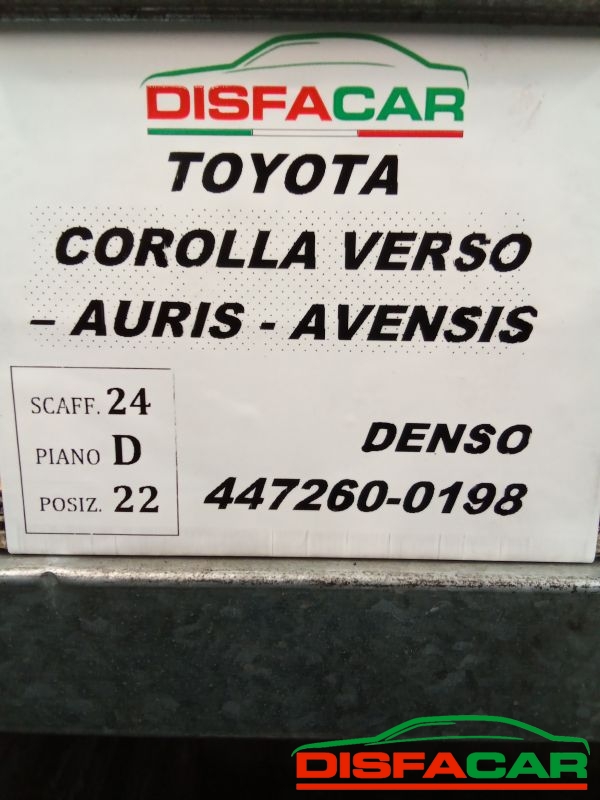 DISFACAR
TOYOTA
COROLLA VERSO
– AURIS - AVENSIS
SCAFF. 24
PIANO D
POSIZ. 22
DENSO
447260-0198
DISFACAR